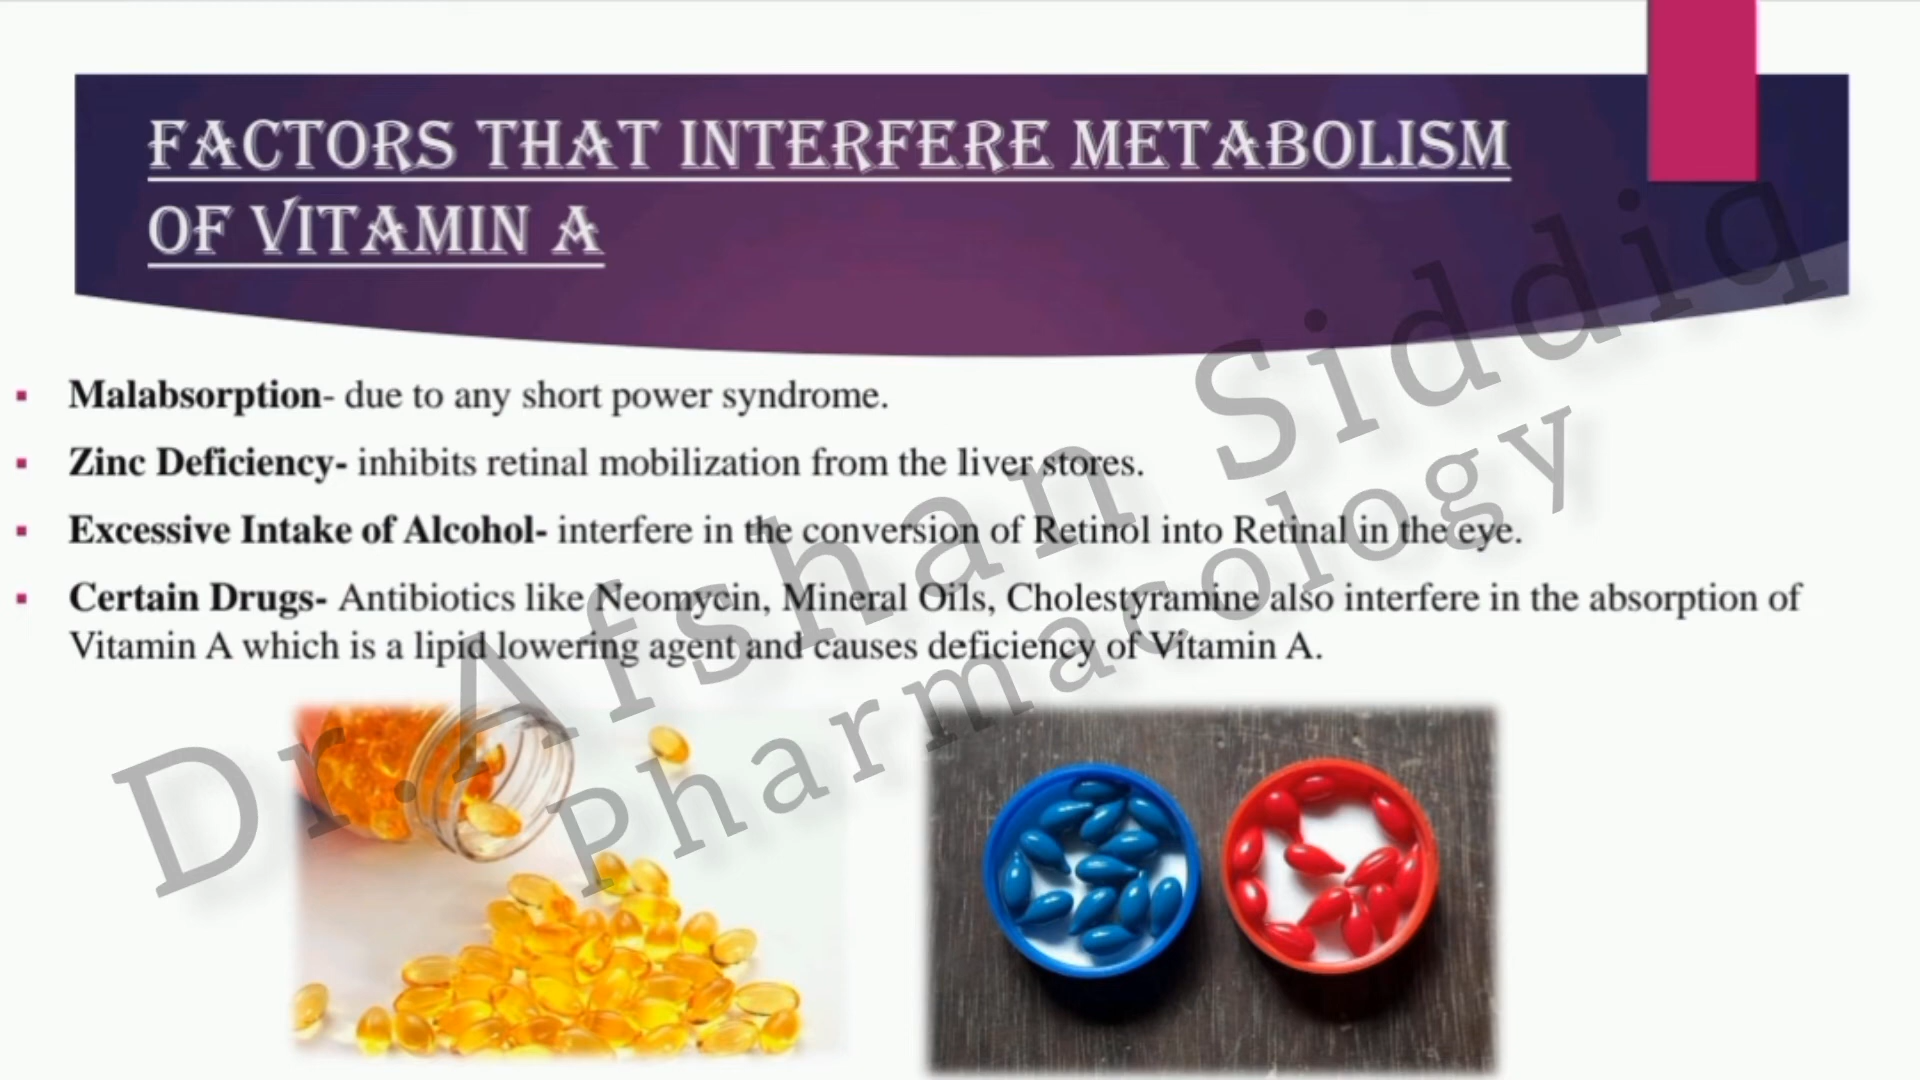 FACTORS THAT INTERFERE METABOLISM
OF VITAMIN A
Malabsorption- due to any short power syndrome.
Zinc Deficiency- inhibits retinal mobilization from the liver stores.
Excessive Intake of Alcohol- interfere in the conversion of Retinol into Retinal in the eye.
Certain Drugs- Antibiotics like Neomycin, Mineral Oils, Cholestyramine also interfere in the absorption of
Vitamin A which is a lipid lowering agent and causes deficiency of Vitamin A.
Dr. Afshan Siddiq
Pharmacology